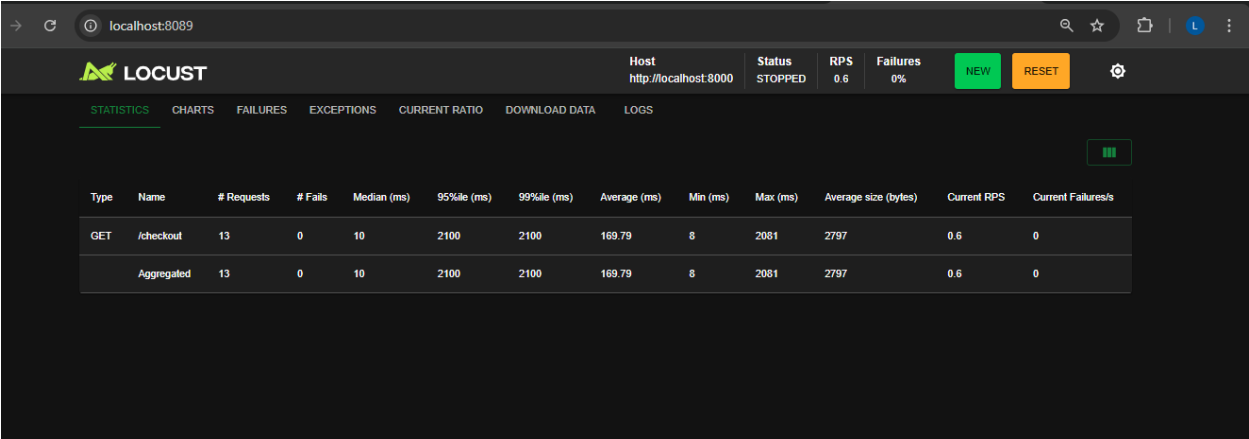 localhost:8089
L
LOCUST
Host Status RPS Failures
http://localhost:8000 STOPPED 0.6 0% NEW RESET
STATISTICS CHARTS FAILURES EXCEPTIONS CURRENT RATIO DOWNLOAD DATA LOGS
Type Name # Requests # Fails Median (ms) 95%ile (ms) 99%ile (ms) Average (ms) Min (ms) Max (ms) Average size (bytes) Current RPS Current Failures/s
GET /checkout 13 0 10 2100 2100 169.79 8 2081 2797 0.6 0
Aggregated 13 0 10 2100 2100 169.79 8 2081 2797 0.6 0